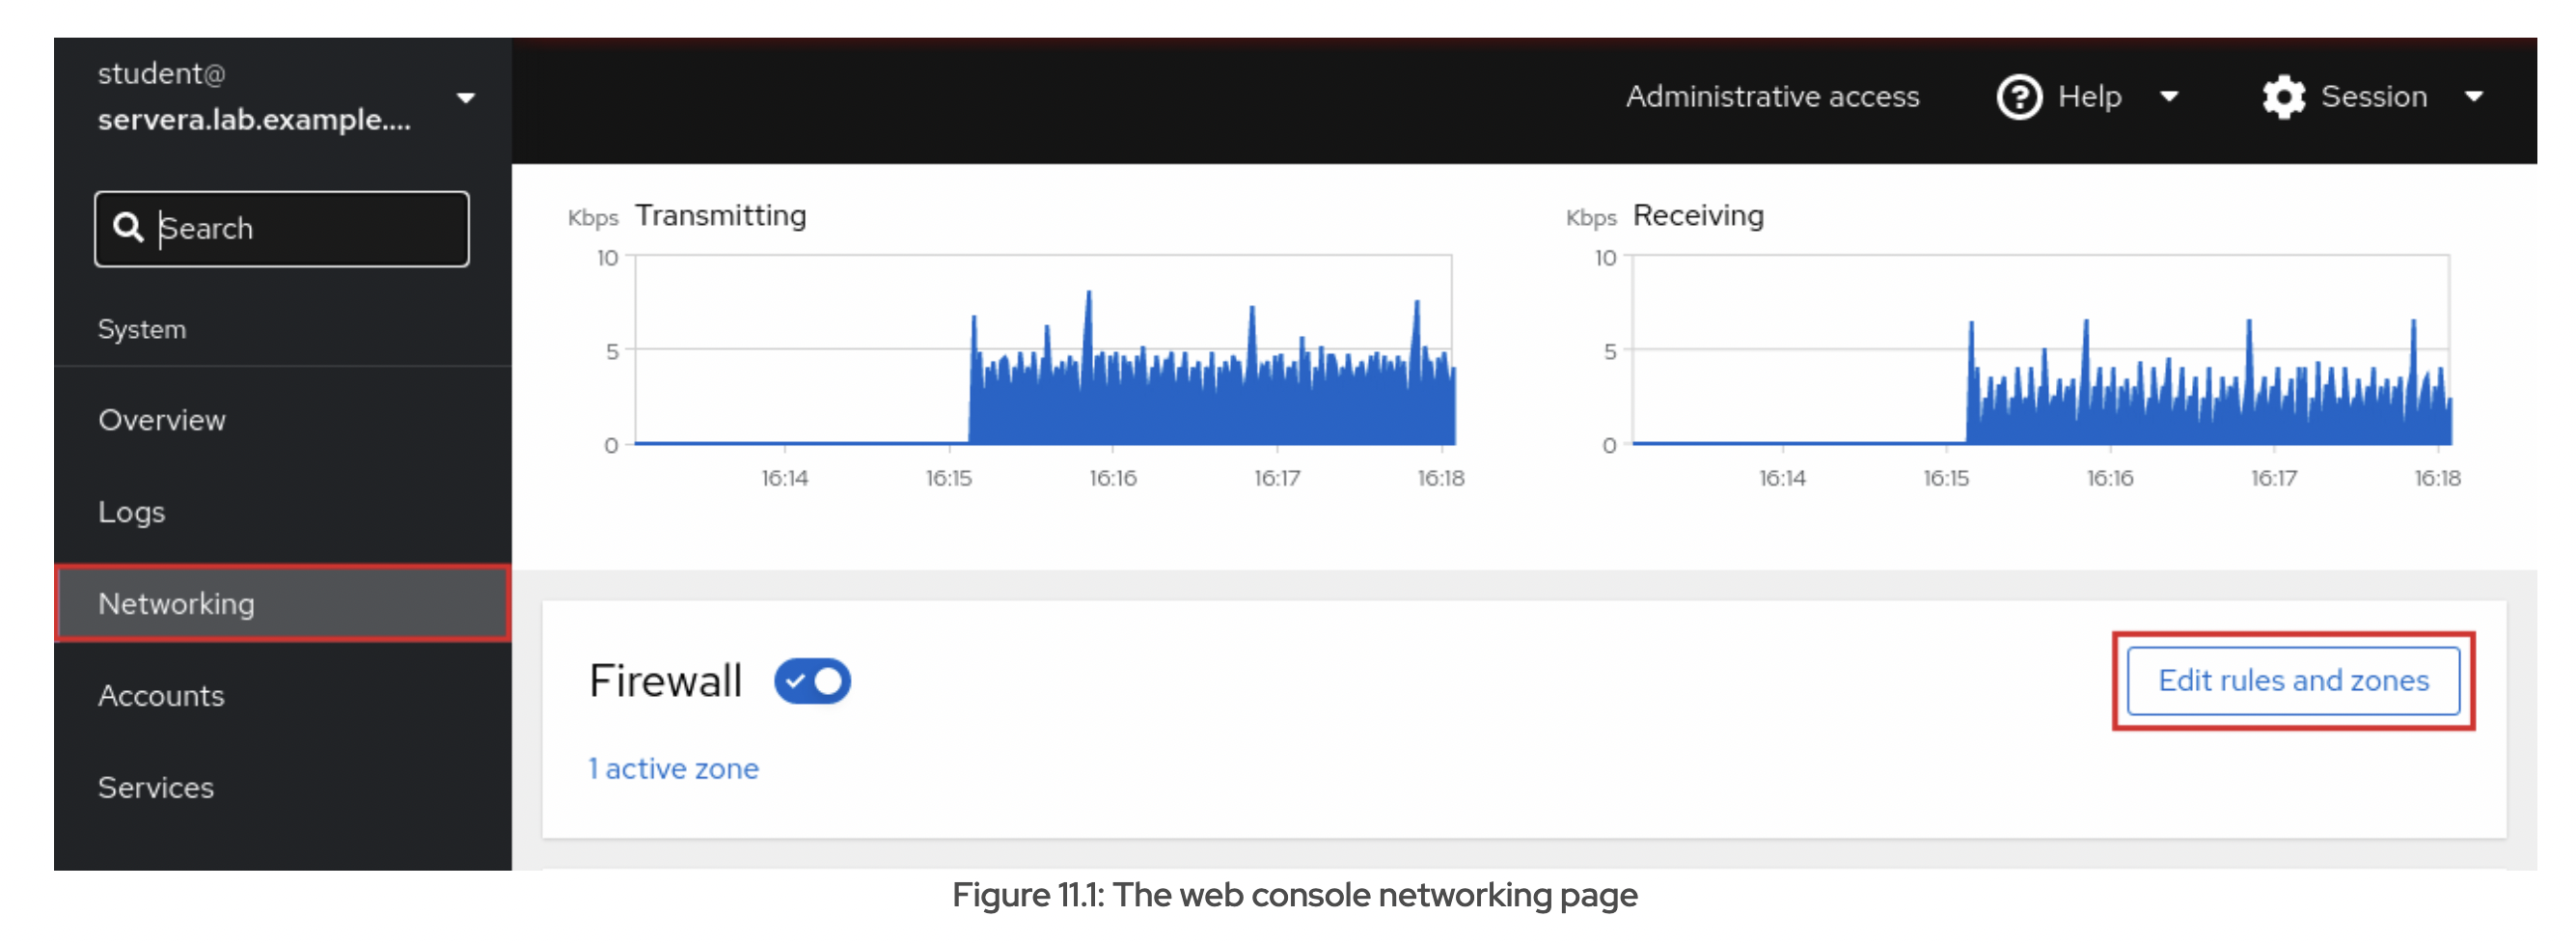 student@
servera.lab.example....
Administrative access
Help
Session
Search
System
Overview
Logs
Networking
Accounts
Services
Kbps Transmitting
10
5
0
16:14 16:15 16:16 16:17 16:18
Kbps Receiving
10
5
0
16:14 16:15 16:16 16:17 16:18
Firewall
Edit rules and zones
1 active zone
Figure 11.1: The web console networking page